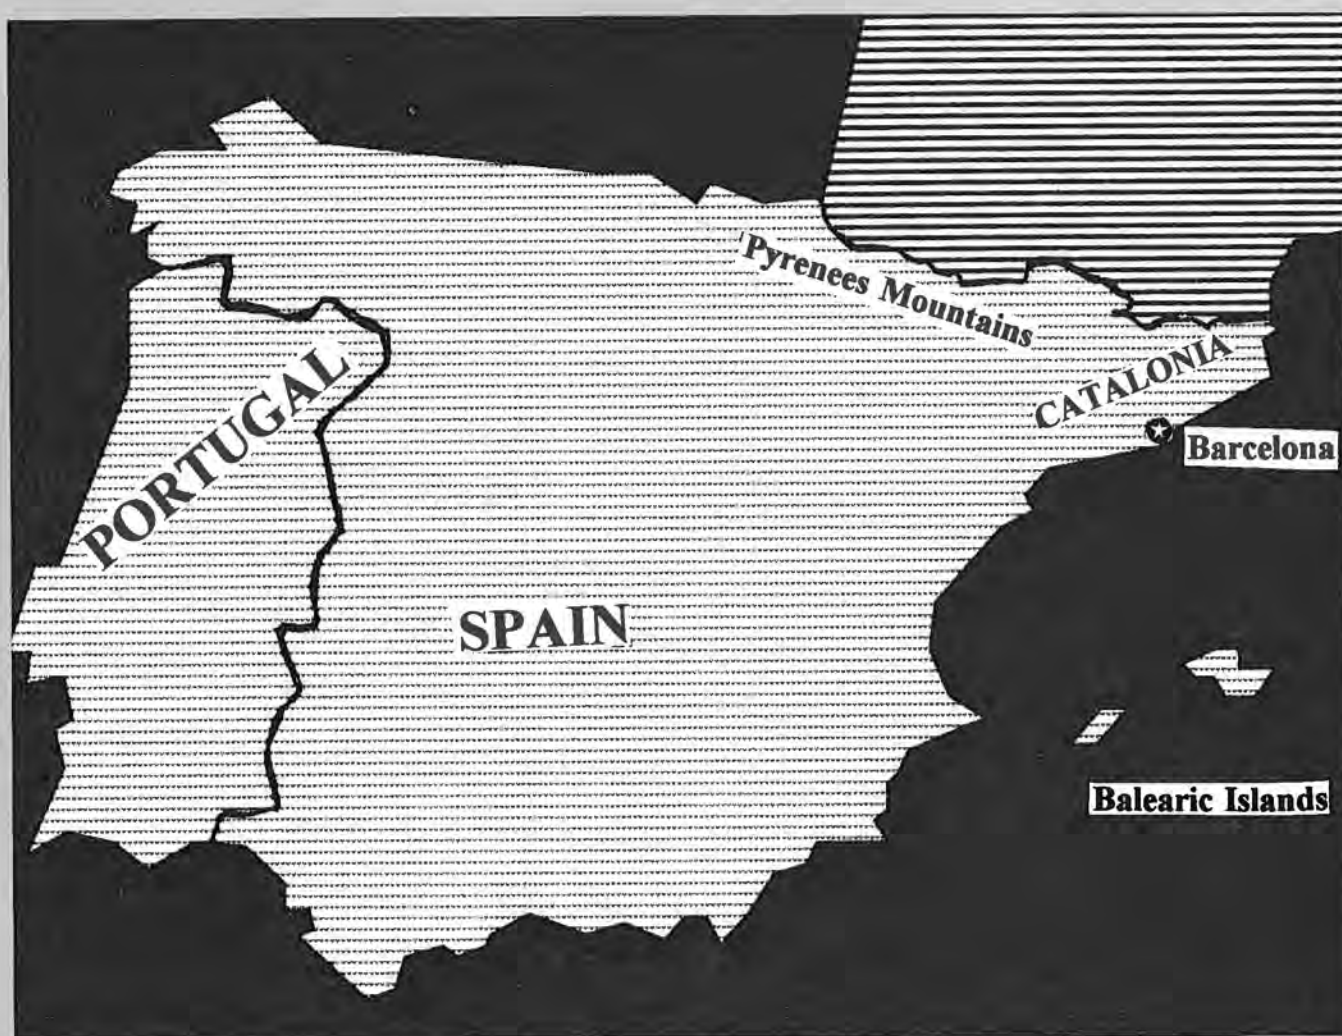 Pyrenees Mountains
CATALONIA
PORTUGAL
Barcelona
SPAIN
Balearic Islands